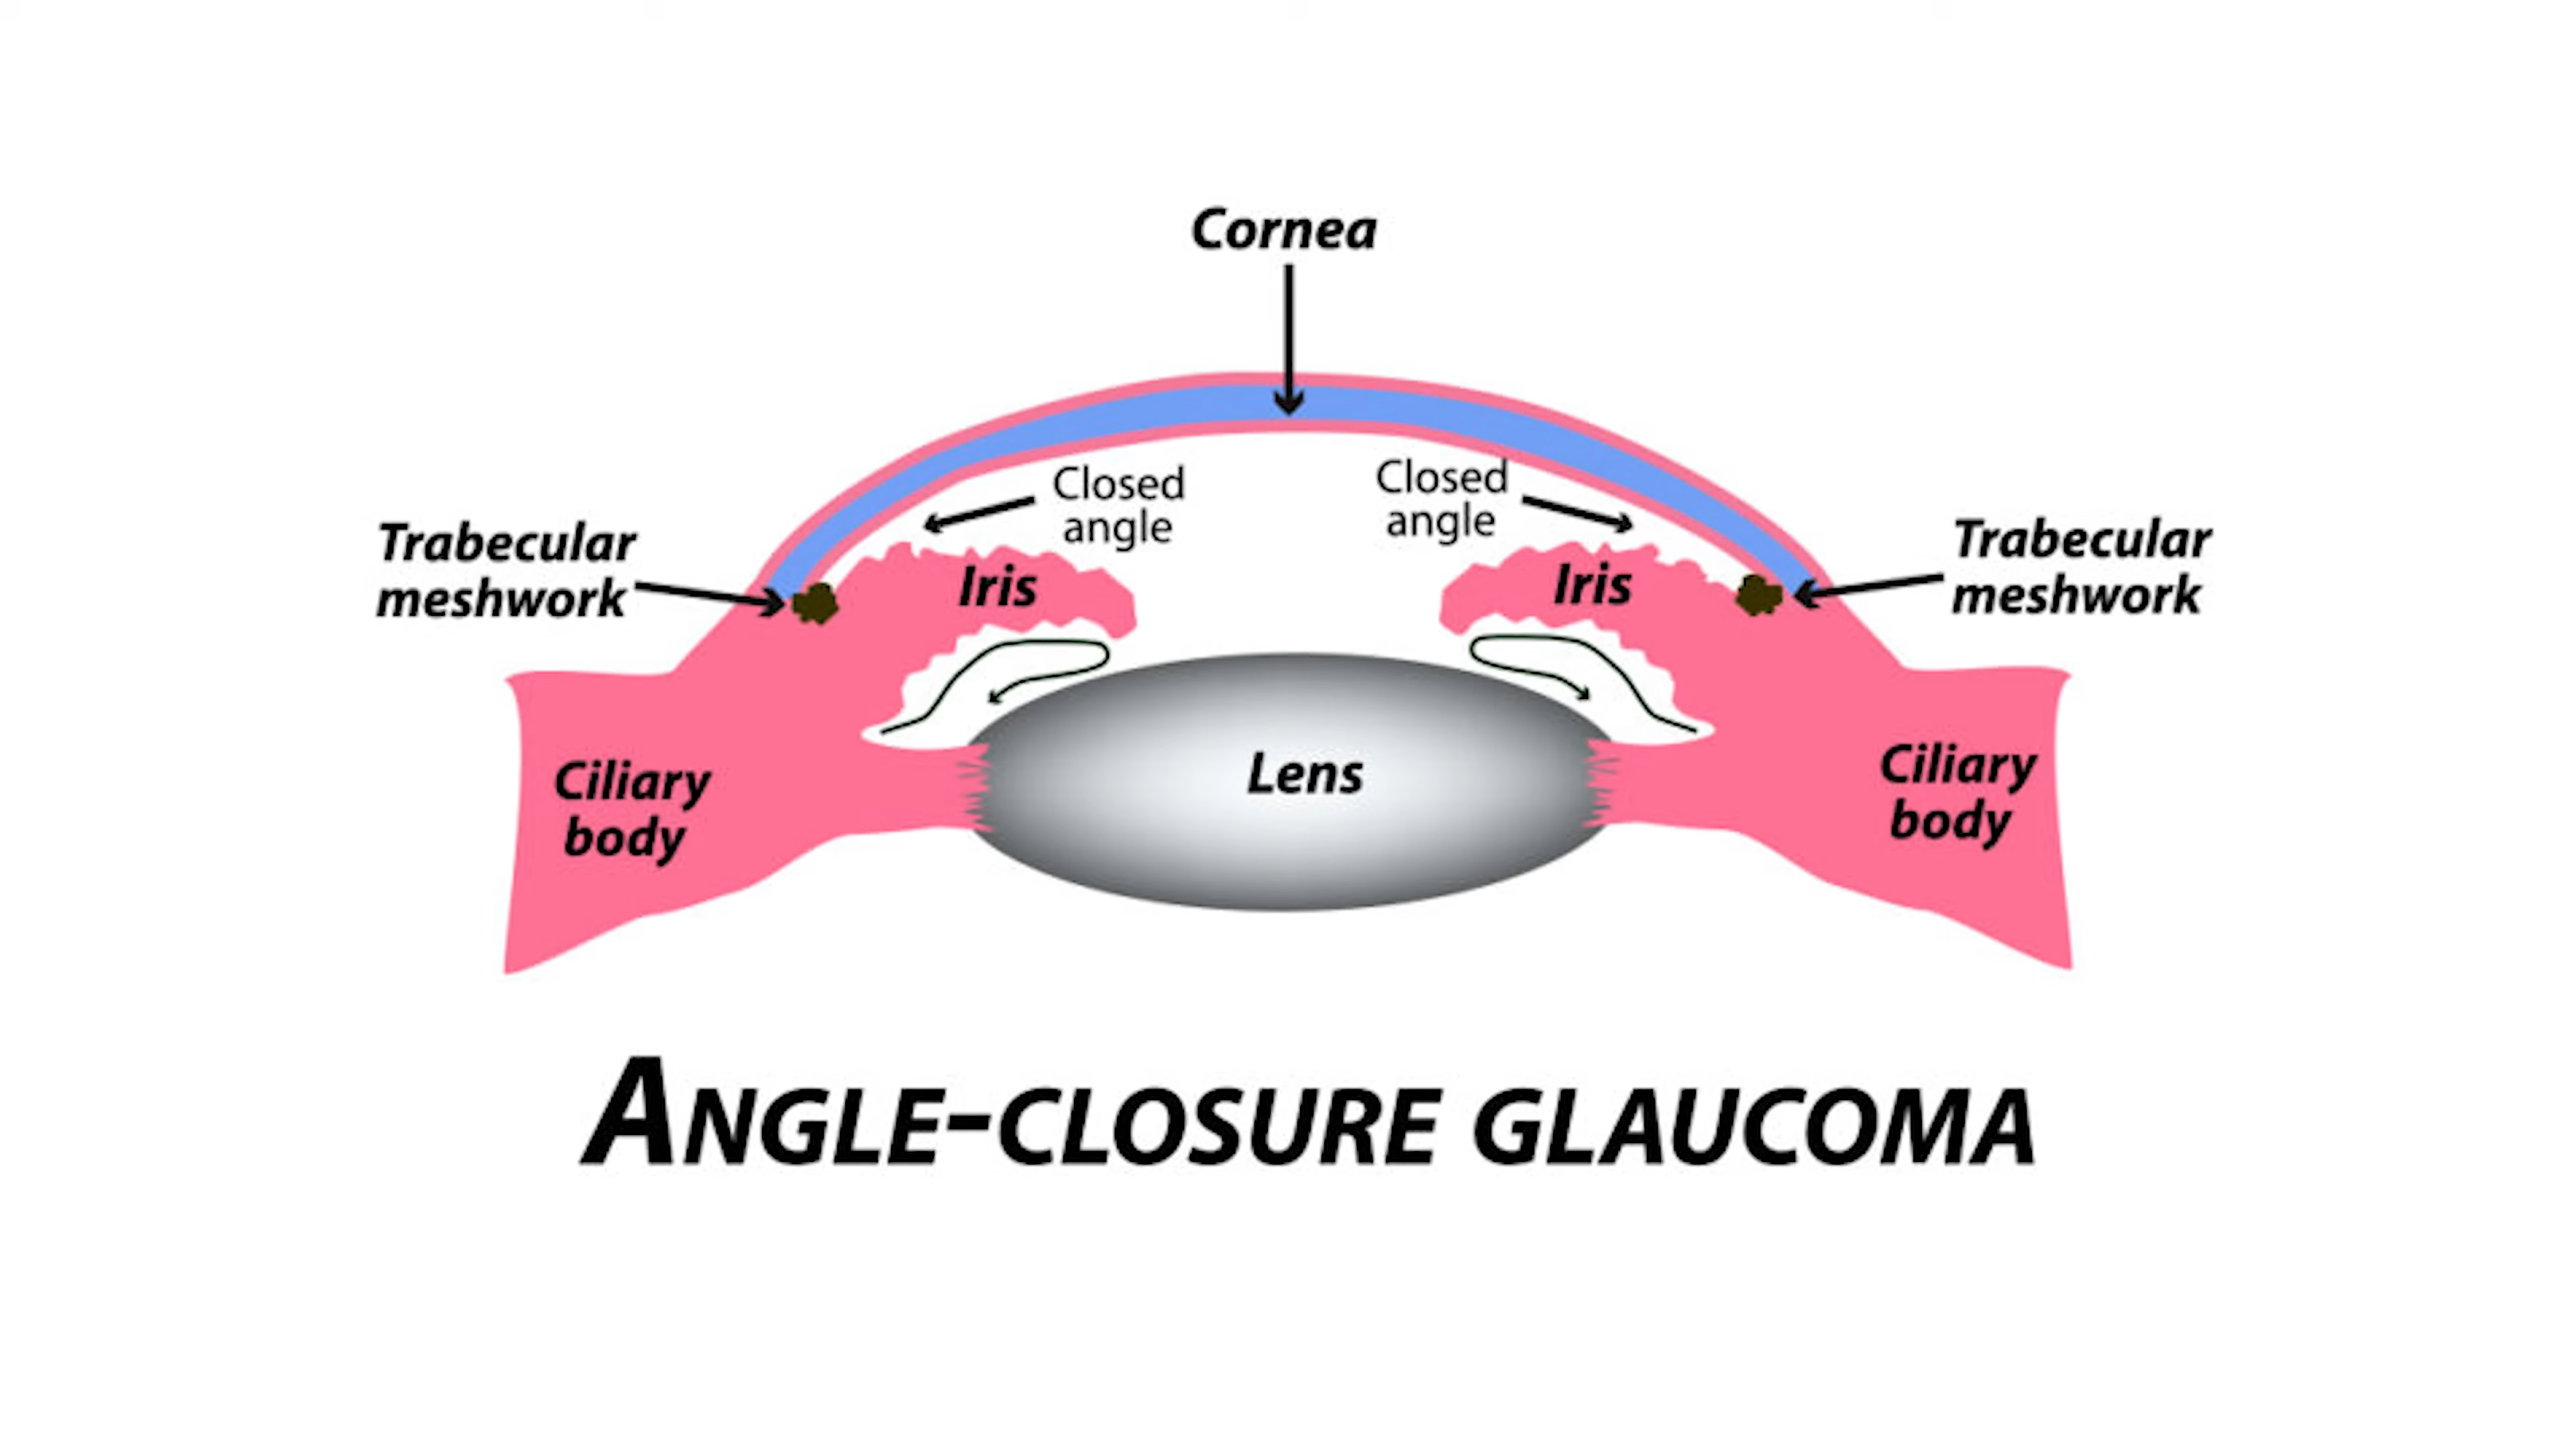 Cornea
Closed
angle
Closed
angle
Trabecular
meshwork
Trabecular
meshwork
Iris
Iris
Lens
Ciliary
body
Ciliary
body
ANGLE-CLOSURE GLAUCOMA